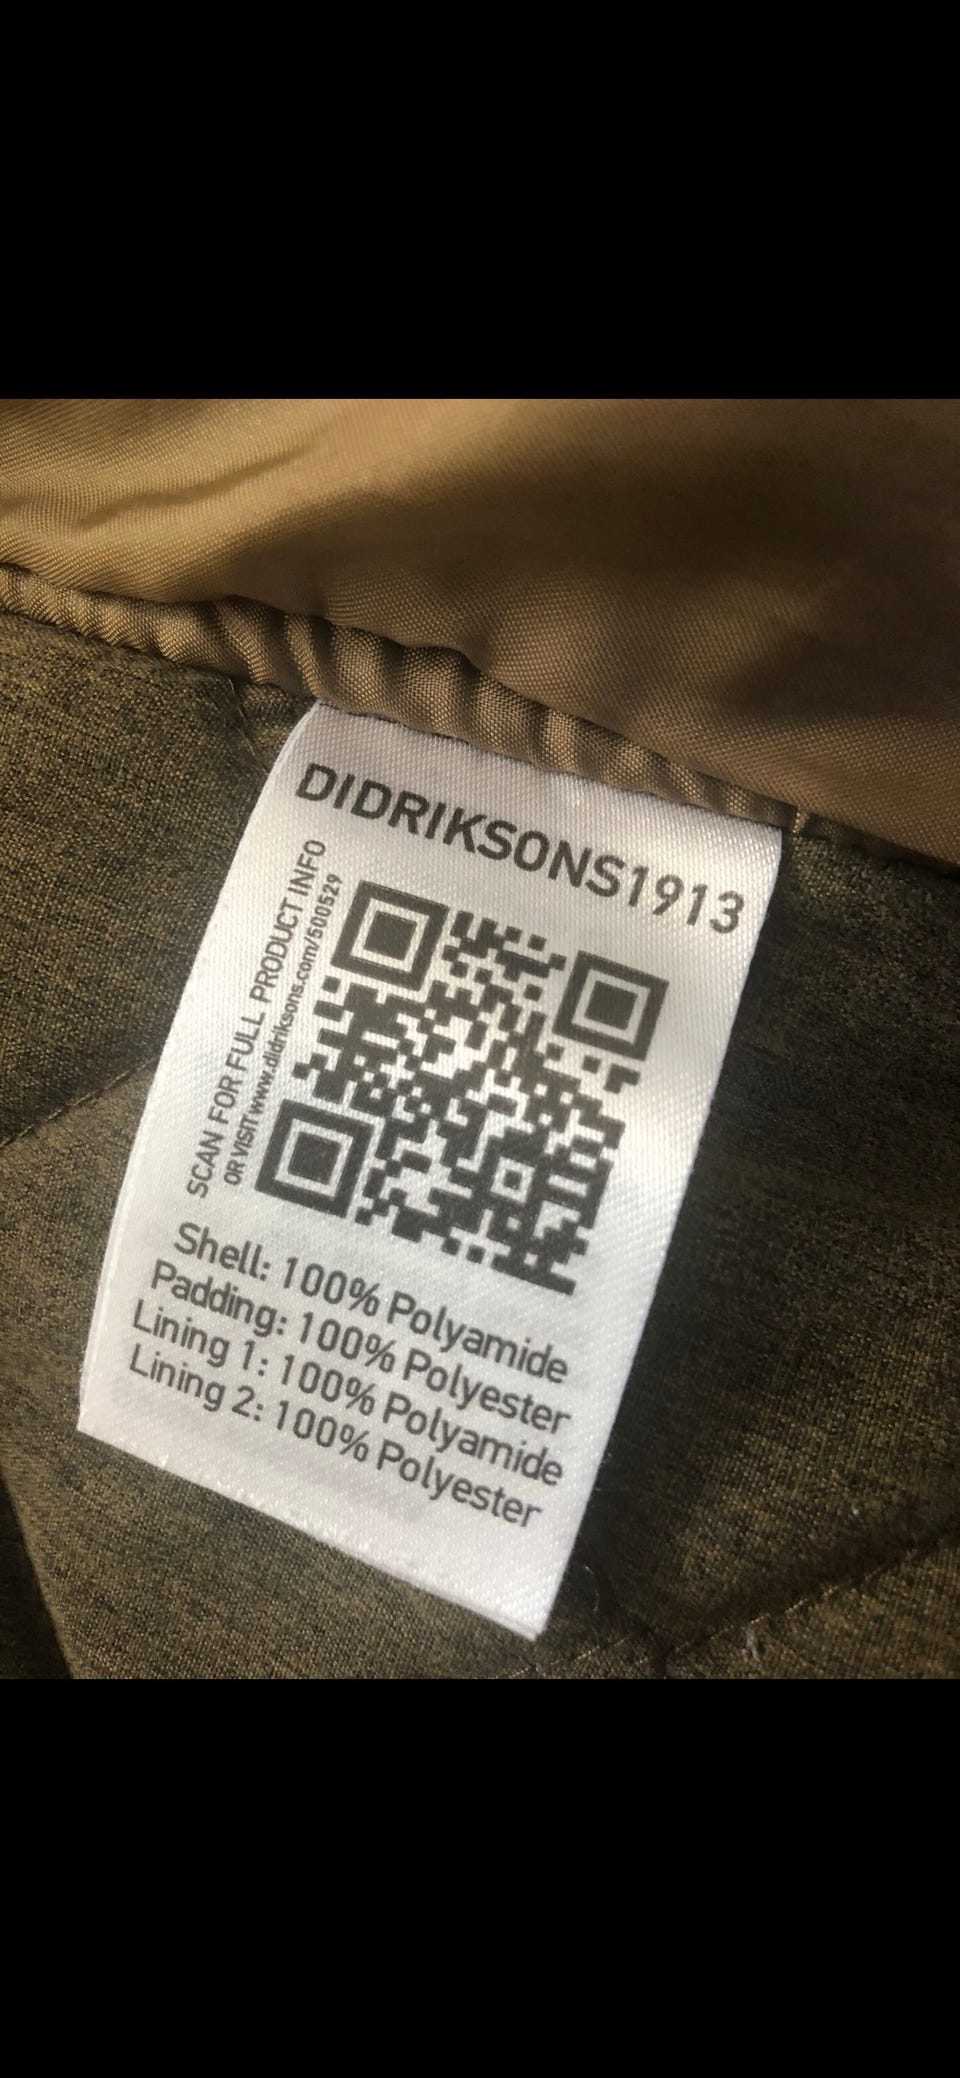 DIDRIKSONS1913
SCAN FOR FULL PRODUCT INFO
OR VISIT www.didriksons.com/500529
Shell: 100% Polyamide
Padding: 100% Polyester
Lining 1: 100% Polyamide
Lining 2: 100% Polyester